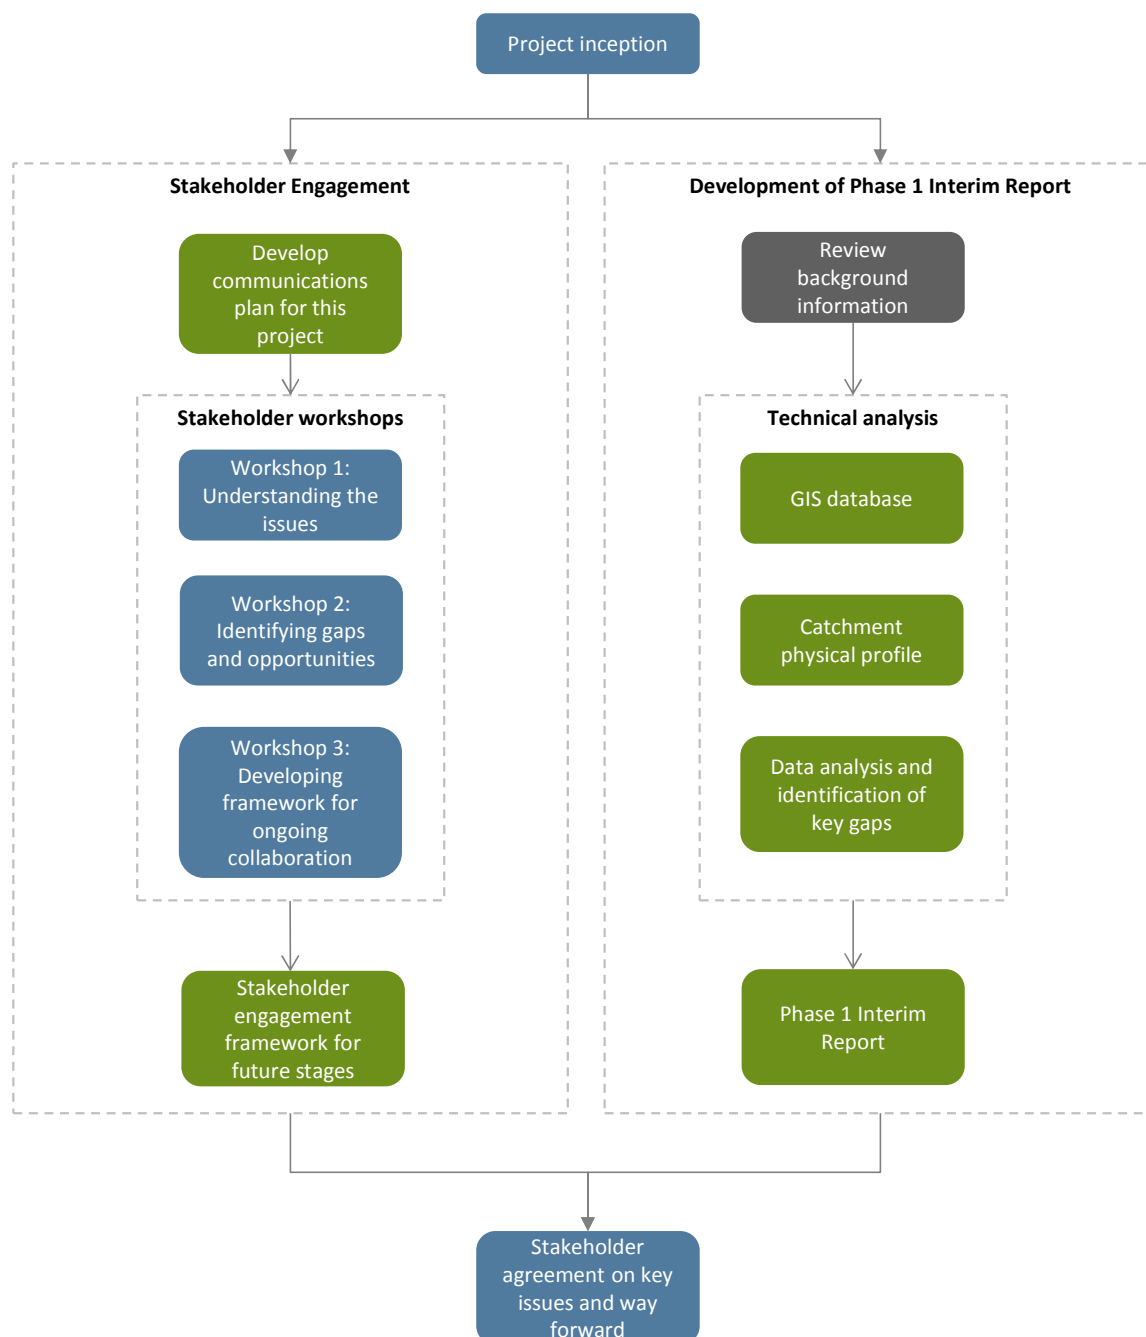 Project inception
Stakeholder Engagement
Develop
communications
plan for this
project
Stakeholder workshops
Workshop 1:
Understanding the
issues
Workshop 2:
Identifying gaps
and opportunities
Workshop 3:
Developing
framework for
ongoing
collaboration
Stakeholder
engagement
framework for
future stages
Development of Phase 1 Interim Report
Review
background
information
Technical analysis
GIS database
Catchment
physical profile
Data analysis and
identification of
key gaps
Phase 1 Interim
Report
Stakeholder
agreement on key
issues and way
forward